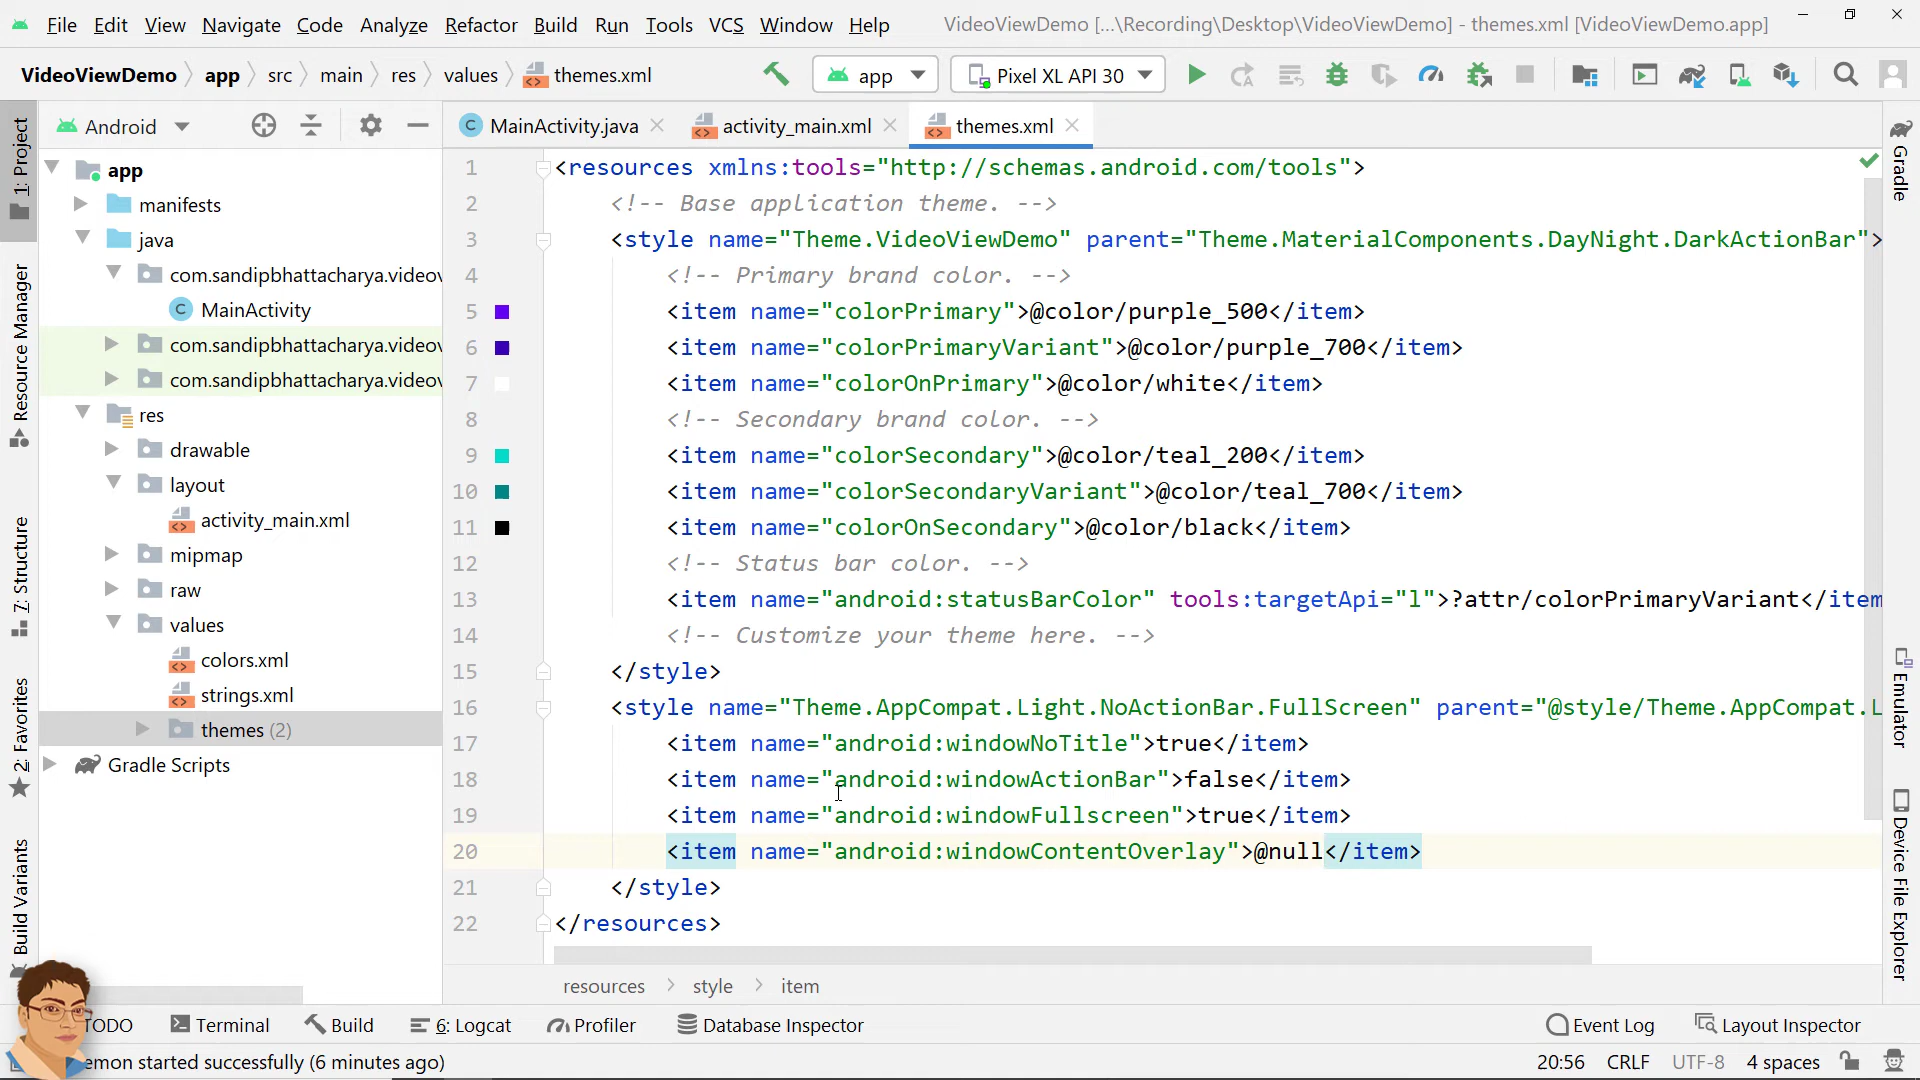 File Edit View Navigate Code Analyze Refactor Build Run Tools VCS Window Help VideoViewDemo [...\Recording\Desktop\VideoViewDemo] - themes.xml [VideoViewDemo.app]
VideoViewDemo app src main res values themes.xml app Pixel XL API 30
Android MainActivity.java activity_main.xml themes.xml
1: Project
Resource Manager
7: Structure
2: Favorites
Build Variants
app
manifests
java
com.sandipbhattacharya.videov
MainActivity
com.sandipbhattacharya.videov
com.sandipbhattacharya.videov
res
drawable
layout
activity_main.xml
mipmap
raw
values
colors.xml
strings.xml
themes (2)
Gradle Scripts
1 <resources xmlns:tools="http://schemas.android.com/tools">
2 <!-- Base application theme. -->
3 <style name="Theme.VideoViewDemo" parent="Theme.MaterialComponents.DayNight.DarkActionBar">
4 <!-- Primary brand color. -->
5 <item name="colorPrimary">@color/purple_500</item>
6 <item name="colorPrimaryVariant">@color/purple_700</item>
7 <item name="colorOnPrimary">@color/white</item>
8 <!-- Secondary brand color. -->
9 <item name="colorSecondary">@color/teal_200</item>
10 <item name="colorSecondaryVariant">@color/teal_700</item>
11 <item name="colorOnSecondary">@color/black</item>
12 <!-- Status bar color. -->
13 <item name="android:statusBarColor" tools:targetApi="l">?attr/colorPrimaryVariant</item
14 <!-- Customize your theme here. -->
15 </style>
16 <style name="Theme.AppCompat.Light.NoActionBar.FullScreen" parent="@style/Theme.AppCompat.L
17 <item name="android:windowNoTitle">true</item>
18 <item name="android:windowActionBar">false</item>
19 <item name="android:windowFullscreen">true</item>
20 <item name="android:windowContentOverlay">@null</item>
21 </style>
22 </resources>
Gradle
Emulator
Device File Explorer
resources style item
TODO Terminal Build 6: Logcat Profiler Database Inspector Event Log Layout Inspector
emon started successfully (6 minutes ago) 20:56 CRLF UTF-8 4 spaces